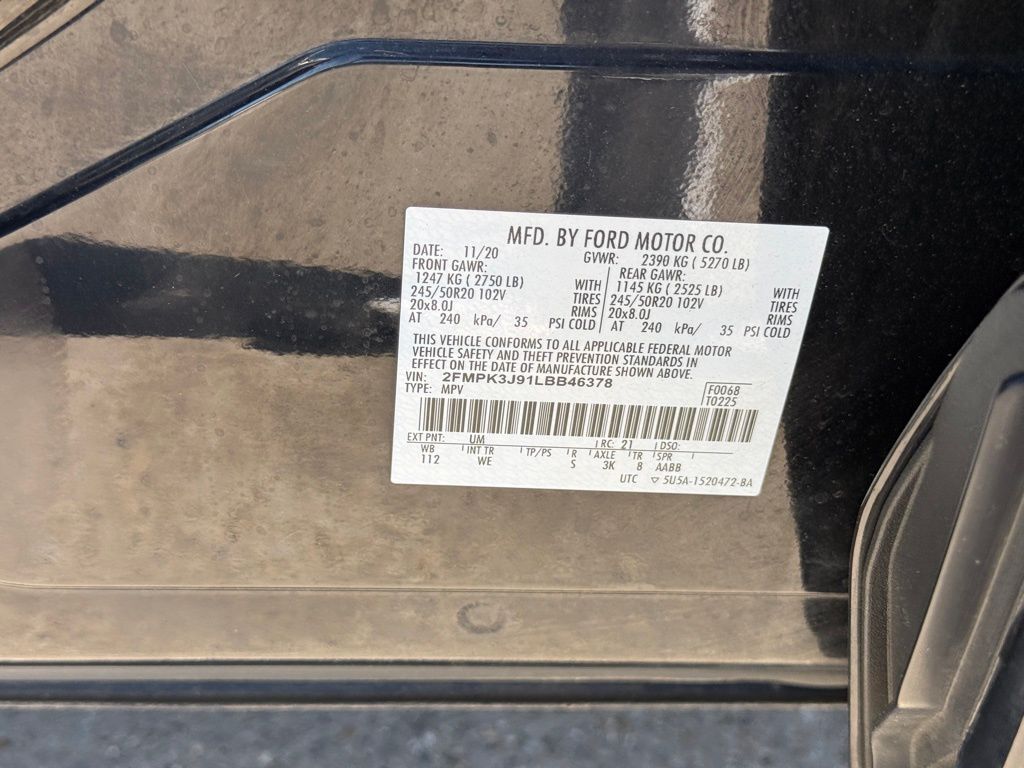 MFD. BY FORD MOTOR CO.
DATE: 11/20 GVWR: 2390 KG ( 5270 LB)
FRONT GAWR: REAR GAWR:
1247 KG ( 2750 LB) WITH 1145 KG ( 2525 LB) WITH
245/50R20 102V TIRES 245/50R20 102V TIRES
20x8.0J RIMS 20x8.0J RIMS
AT 240 kPa/ 35 PSI COLD AT 240 kPa/ 35 PSI COLD
THIS VEHICLE CONFORMS TO ALL APPLICABLE FEDERAL MOTOR
VEHICLE SAFETY AND THEFT PREVENTION STANDARDS IN
EFFECT ON THE DATE OF MANUFACTURE SHOWN ABOVE.
VIN: 2FMPK3J91LBB46378 F0068
TYPE: MPV T0225
EXT PNT: UM RC: 21 DSO:
WB INT TR TP/PS R AXLE TR SPR
112 WE S 3K 8 AABB
UTC ▽ 5U5A-1520472-BA